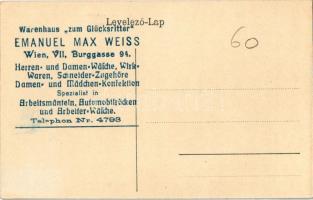 Levelező-Lap
Warenhaus „zum Glücksritter"
EMANUEL MAX WEISS
Wien, VII, Burggasse 94.
Herren- und Damen-Wäsche, Wirk-
Waren, Schneider-Zugehöre
Damen- und Mädchen-Konfektion
Spezialist in
Arbeitsmänteln, Automobilröcken
und Arbeiter-Wäsche.
Telephon Nr. 4793
60